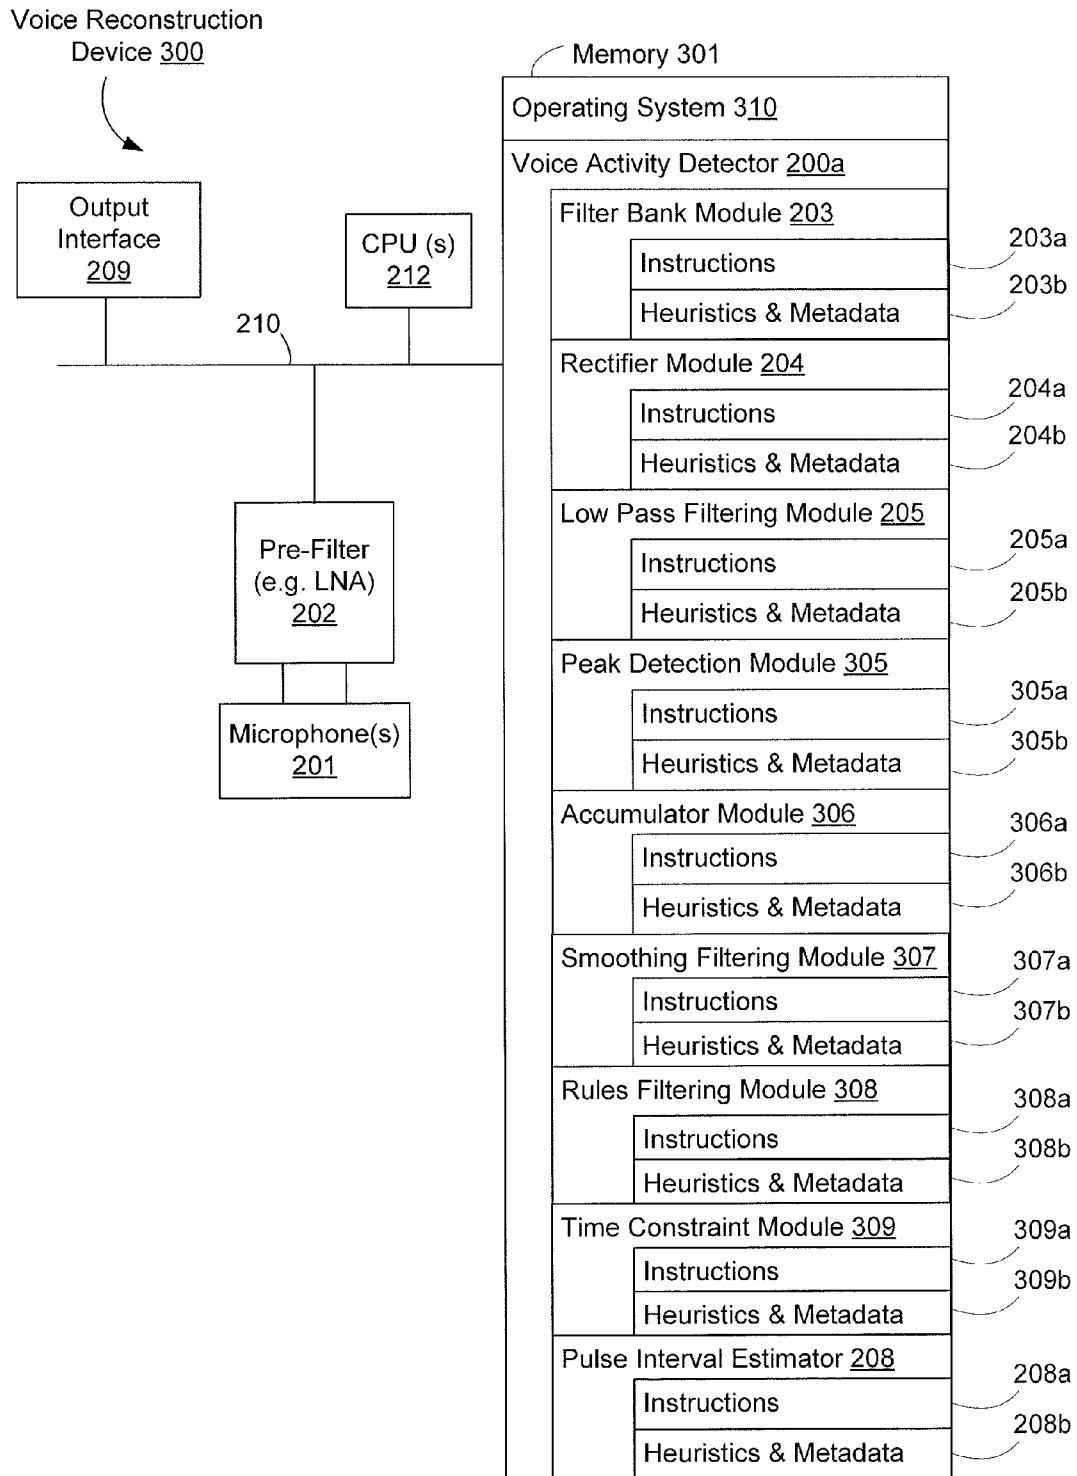 Voice Reconstruction
Device 300
Memory 301
Operating System 310
Voice Activity Detector 200a
Output
Interface
209
CPU (s)
212
210
Pre-Filter
(e.g. LNA)
202
Microphone(s)
201
Filter Bank Module 203
Instructions
203a
Heuristics & Metadata
203b
Rectifier Module 204
Instructions
204a
Heuristics & Metadata
204b
Low Pass Filtering Module 205
Instructions
205a
Heuristics & Metadata
205b
Peak Detection Module 305
Instructions
305a
Heuristics & Metadata
305b
Accumulator Module 306
Instructions
306a
Heuristics & Metadata
306b
Smoothing Filtering Module 307
Instructions
307a
Heuristics & Metadata
307b
Rules Filtering Module 308
Instructions
308a
Heuristics & Metadata
308b
Time Constraint Module 309
Instructions
309a
Heuristics & Metadata
309b
Pulse Interval Estimator 208
Instructions
208a
Heuristics & Metadata
208b